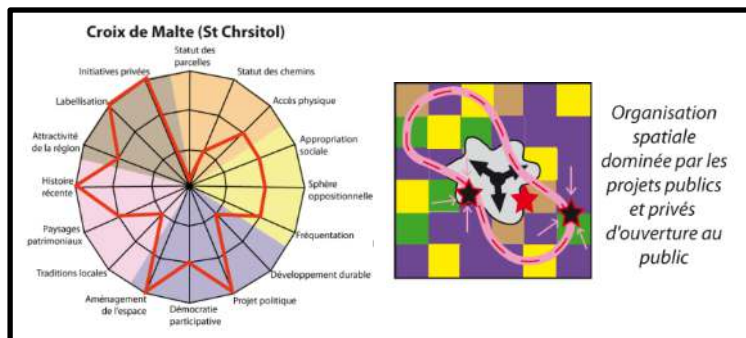 Croix de Malte (St Chrsitol)
Statut des
parcelles
Initiatives privées
Statut des chemins
Labellisation
Accès physique
Attractivité
de la région
Appropriation
sociale
Histoire
récente
Sphère
oppositionnelle
Paysages
patrimoniaux
Fréquentation
Traditions locales
Développement durable
Aménagement
de l'espace
Projet politique
Démocratie
participative
Organisation
spatiale
dominée par les
projets publics
et privés
d'ouverture au
public